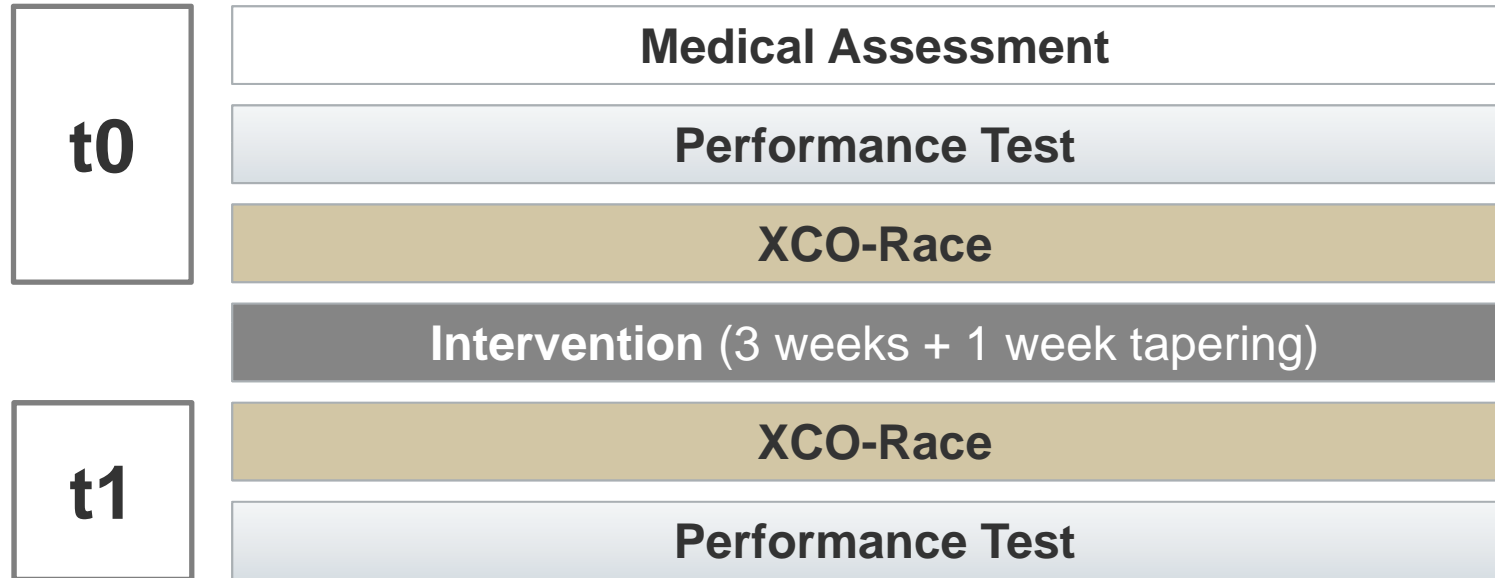 t0
Medical Assessment
Performance Test
XCO-Race
Intervention (3 weeks + 1 week tapering)
t1
XCO-Race
Performance Test